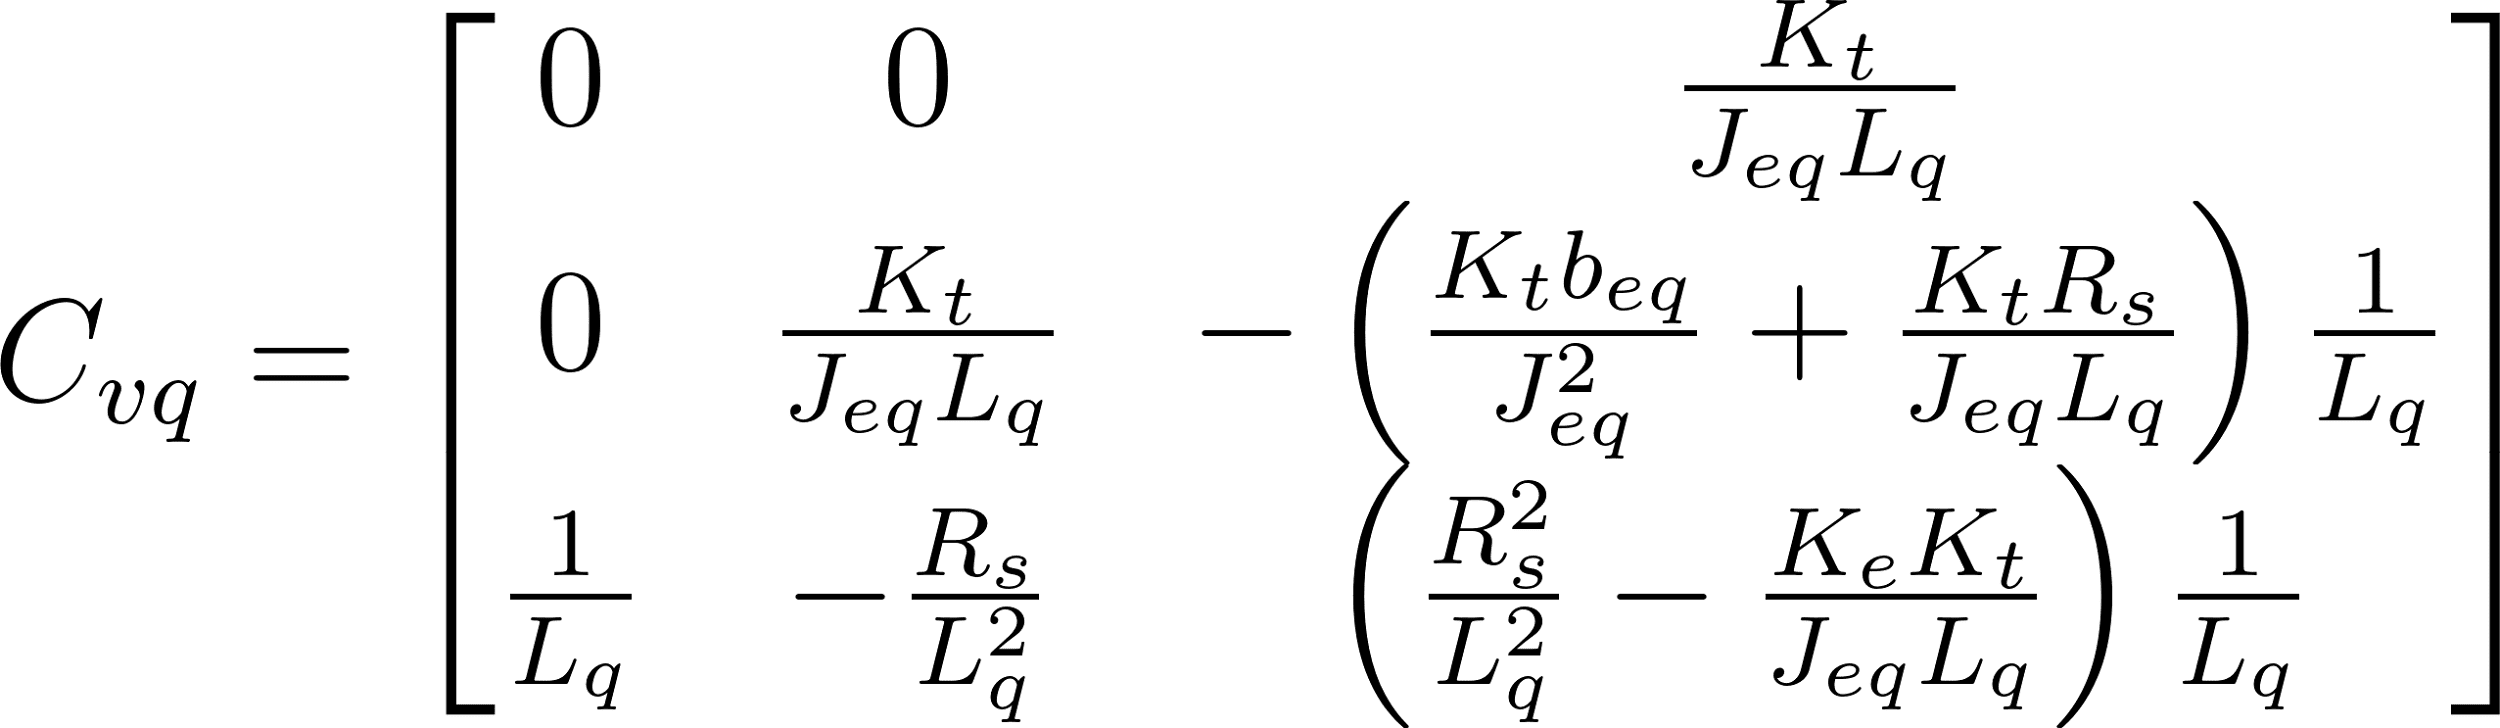 C_{vq} = \begin{bmatrix} 0 & 0 & \frac{K_t}{J_{eq} L_q} \\
0 & \frac{K_t}{J_{eq} L_q} & -\left( \frac{K_t b_{eq}}{J_{eq}^2} + \frac{K_t R_s}{J_{eq} L_q} \right) \frac{1}{L_q} \\
\frac{1}{L_q} & -\frac{R_s}{L_q^2} & \left( \frac{R_s^2}{L_q^2} - \frac{K_e K_t}{J_{eq} L_q} \right) \frac{1}{L_q} \end{bmatrix}